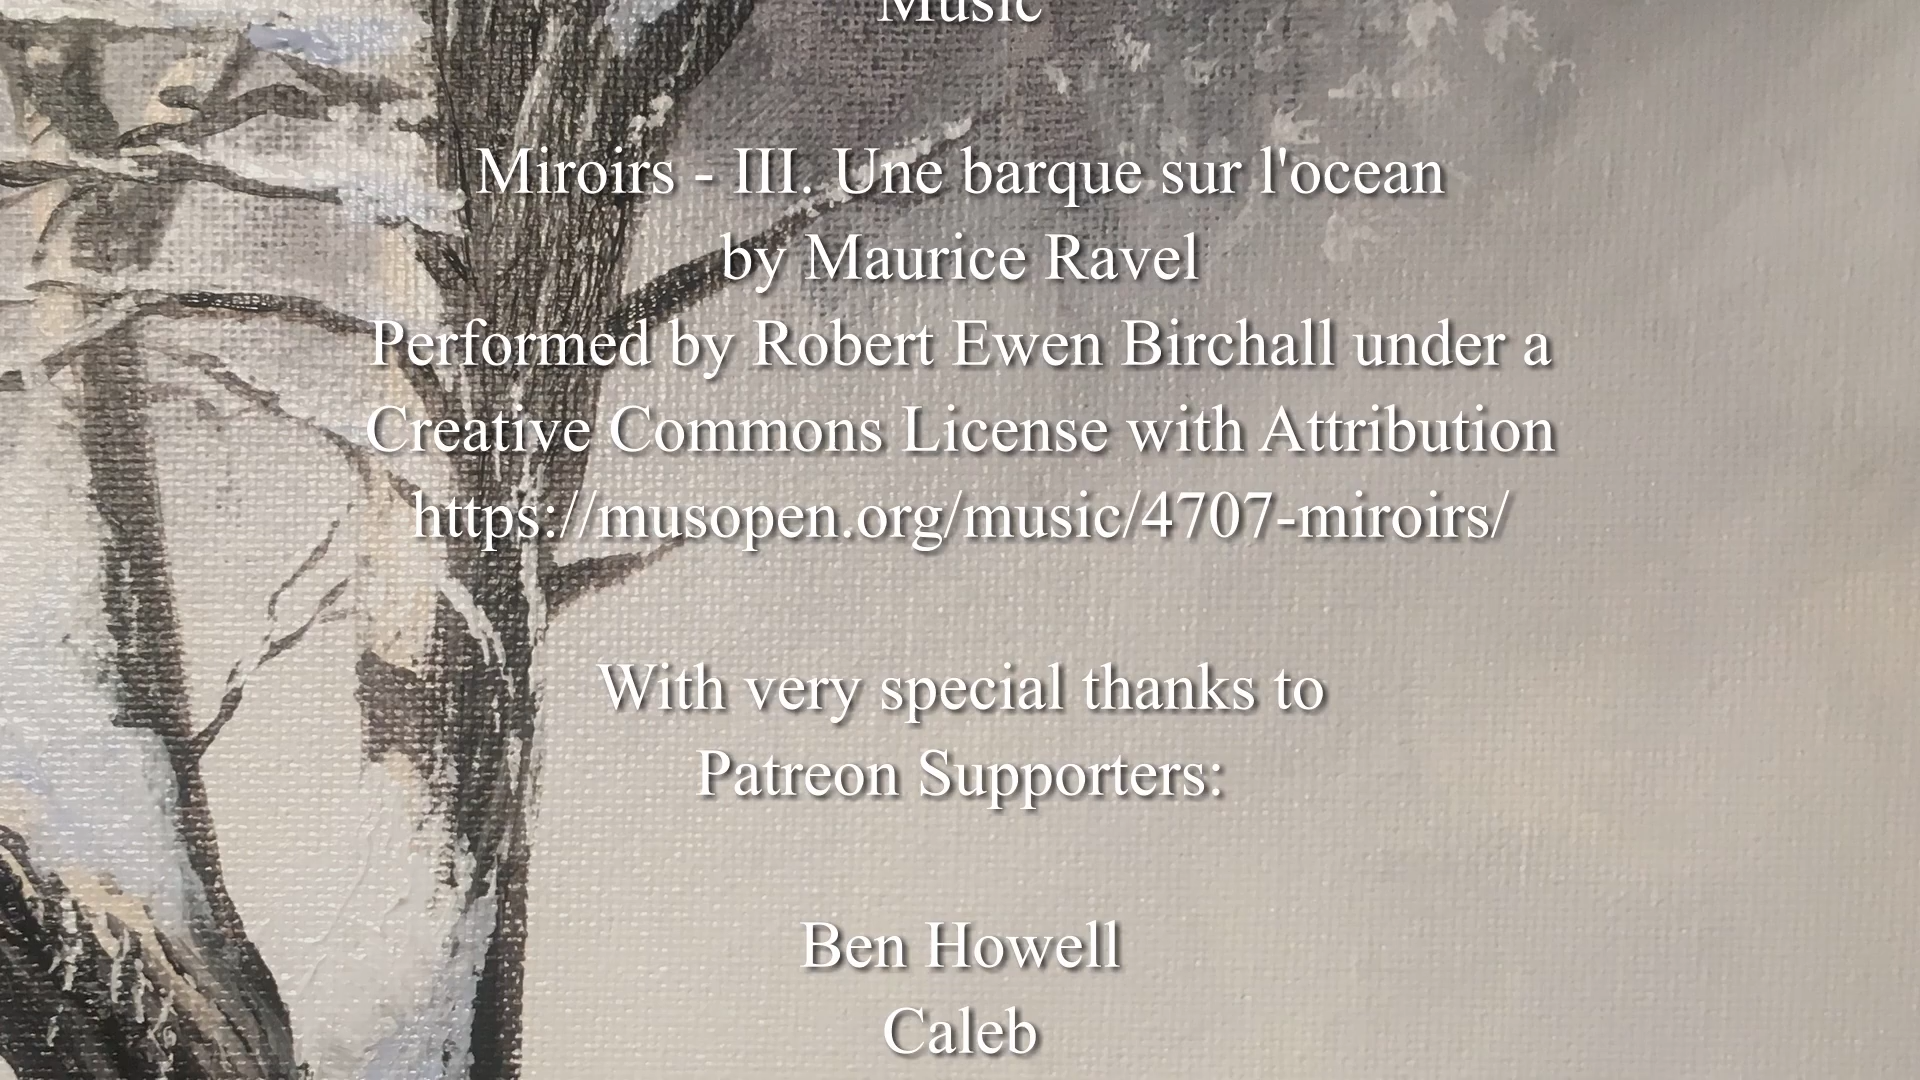 Music
Miroirs - III. Une barque sur l'ocean
by Maurice Ravel
Performed by Robert Ewen Birchall under a
Creative Commons License with Attribution
https://musopen.org/music/4707-miroirs/
With very special thanks to
Patreon Supporters:
Ben Howell
Caleb